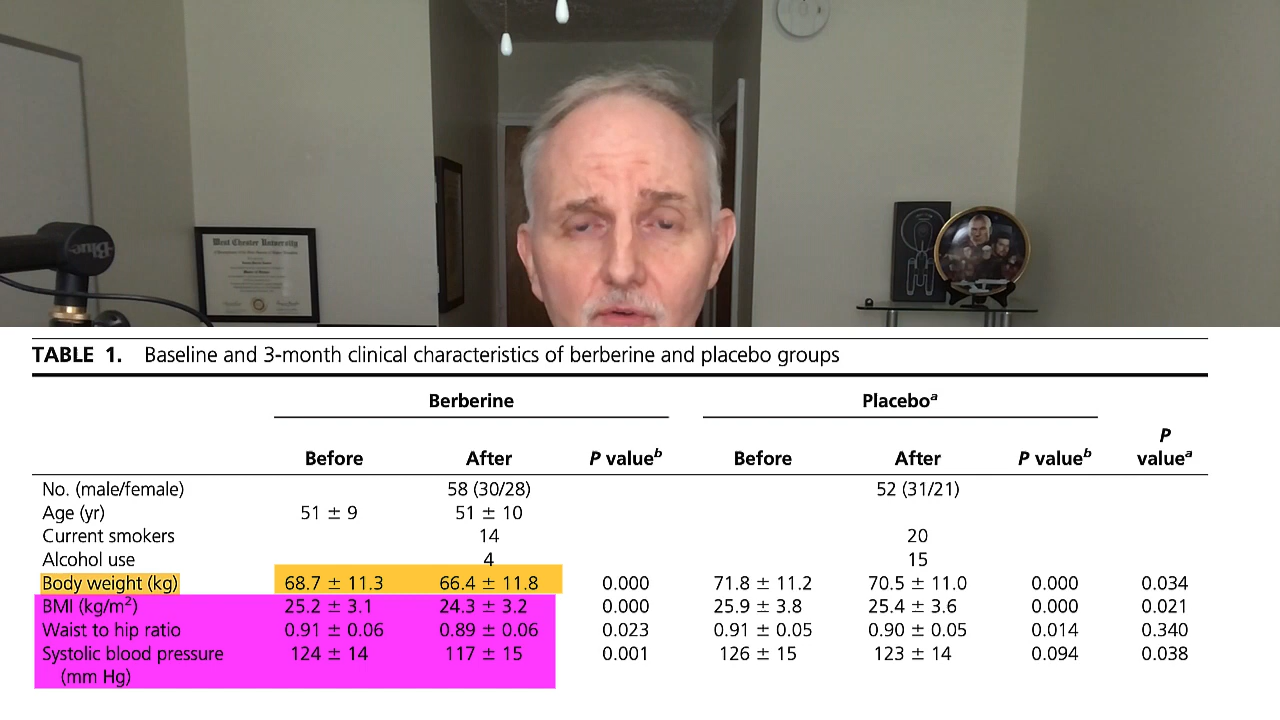 Blue
West Chester University
TABLE 1. Baseline and 3-month clinical characteristics of berberine and placebo groups
Berberine Placeboᵃ
Before After P valueᵇ Before After P valueᵇ P valueᵃ
No. (male/female) 58 (30/28) 52 (31/21)
Age (yr) 51 ± 9 51 ± 10
Current smokers 14 20
Alcohol use 4 15
Body weight (kg) 68.7 ± 11.3 66.4 ± 11.8 0.000 71.8 ± 11.2 70.5 ± 11.0 0.000 0.034
BMI (kg/m²) 25.2 ± 3.1 24.3 ± 3.2 0.000 25.9 ± 3.8 25.4 ± 3.6 0.000 0.021
Waist to hip ratio 0.91 ± 0.06 0.89 ± 0.06 0.023 0.91 ± 0.05 0.90 ± 0.05 0.014 0.340
Systolic blood pressure 124 ± 14 117 ± 15 0.001 126 ± 15 123 ± 14 0.094 0.038
(mm Hg)